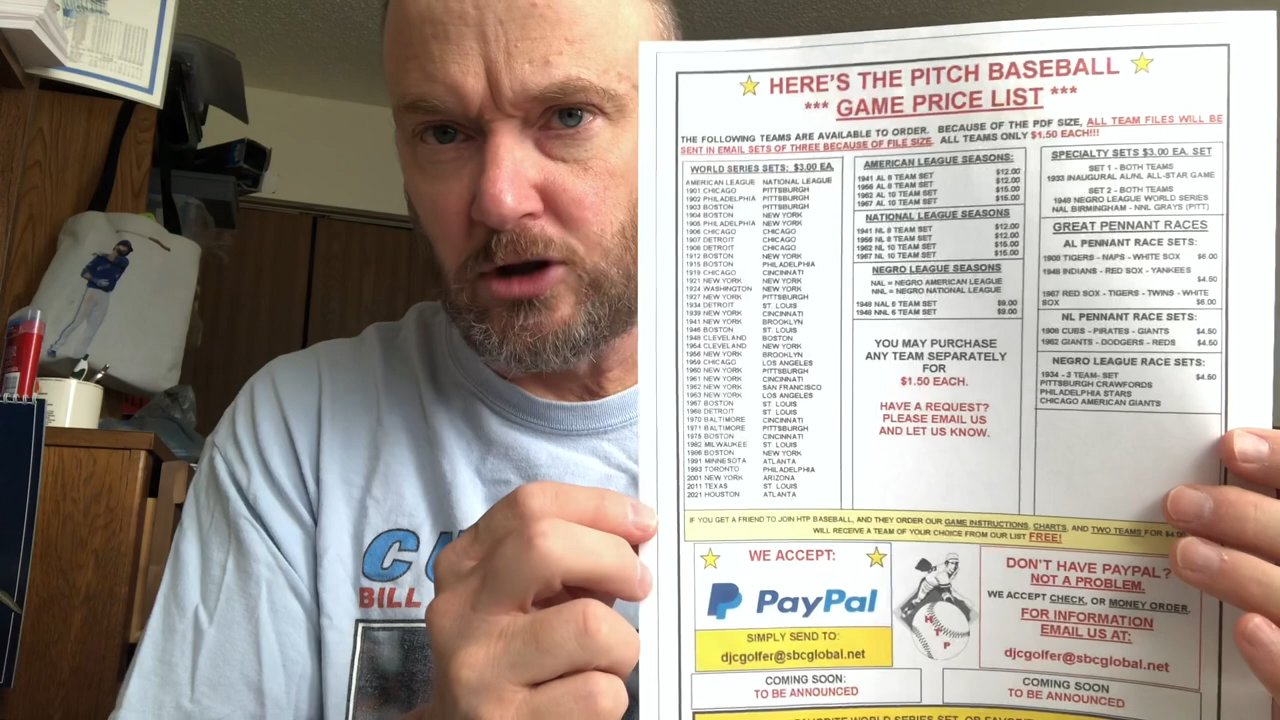 HERE'S THE PITCH BASEBALL
*** GAME PRICE LIST ***
THE FOLLOWING TEAMS ARE AVAILABLE TO ORDER. BECAUSE OF THE PDF SIZE, ALL TEAM FILES WILL BE
SENT IN EMAIL SETS OF THREE BECAUSE OF FILE SIZE. ALL TEAMS ONLY $1.50 EACH!!!
WORLD SERIES SETS: $3.00 EA.
AMERICAN LEAGUE NATIONAL LEAGUE
1901 CHICAGO PITTSBURGH
1902 PHILADELPHIA PITTSBURGH
1903 BOSTON PITTSBURGH
1904 BOSTON NEW YORK
1905 PHILADELPHIA NEW YORK
1906 CHICAGO CHICAGO
1907 DETROIT CHICAGO
1908 DETROIT CHICAGO
1912 BOSTON NEW YORK
1915 BOSTON PHILADELPHIA
1919 CHICAGO CINCINNATI
1921 NEW YORK NEW YORK
1924 WASHINGTON NEW YORK
1927 NEW YORK PITTSBURGH
1934 DETROIT ST. LOUIS
1939 NEW YORK CINCINNATI
1941 NEW YORK BROOKLYN
1946 BOSTON ST. LOUIS
1948 CLEVELAND BOSTON
1954 CLEVELAND NEW YORK
1956 NEW YORK BROOKLYN
1959 CHICAGO LOS ANGELES
1960 NEW YORK PITTSBURGH
1961 NEW YORK CINCINNATI
1962 NEW YORK SAN FRANCISCO
1963 NEW YORK LOS ANGELES
1967 BOSTON ST. LOUIS
1968 DETROIT ST. LOUIS
1970 BALTIMORE CINCINNATI
1971 BALTIMORE PITTSBURGH
1975 BOSTON CINCINNATI
1982 MILWAUKEE ST. LOUIS
1986 BOSTON NEW YORK
1991 MINNESOTA ATLANTA
1993 TORONTO PHILADELPHIA
2001 NEW YORK ARIZONA
2011 TEXAS ST. LOUIS
2021 HOUSTON ATLANTA
AMERICAN LEAGUE SEASONS:
1941 AL 8 TEAM SET $12.00
1956 AL 8 TEAM SET $12.00
1962 AL 10 TEAM SET $15.00
1967 AL 10 TEAM SET $15.00
NATIONAL LEAGUE SEASONS
1941 NL 8 TEAM SET $12.00
1956 NL 8 TEAM SET $12.00
1962 NL 10 TEAM SET $15.00
1967 NL 10 TEAM SET $15.00
NEGRO LEAGUE SEASONS
NAL = NEGRO AMERICAN LEAGUE
NNL = NEGRO NATIONAL LEAGUE
1948 NAL 6 TEAM SET $9.00
1948 NNL 6 TEAM SET $9.00
YOU MAY PURCHASE
ANY TEAM SEPARATELY
FOR
$1.50 EACH.
HAVE A REQUEST?
PLEASE EMAIL US
AND LET US KNOW.
SPECIALTY SETS $3.00 EA. SET
SET 1 - BOTH TEAMS
1933 INAUGURAL AL/NL ALL-STAR GAME
SET 2 - BOTH TEAMS
1948 NEGRO LEAGUE WORLD SERIES
NAL BIRMINGHAM - NNL GRAYS (PITT)
GREAT PENNANT RACES
AL PENNANT RACE SETS:
1908 TIGERS - NAPS - WHITE SOX $6.00
1948 INDIANS - RED SOX - YANKEES
$4.50
1967 RED SOX - TIGERS - TWINS - WHITE
SOX $6.00
NL PENNANT RACE SETS:
1908 CUBS - PIRATES - GIANTS $4.50
1962 GIANTS - DODGERS - REDS $4.50
NEGRO LEAGUE RACE SETS:
1934 - 3 TEAM- SET $4.50
PITTSBURGH CRAWFORDS
PHILADELPHIA STARS
CHICAGO AMERICAN GIANTS
IF YOU GET A FRIEND TO JOIN HTP BASEBALL, AND THEY ORDER OUR GAME INSTRUCTIONS, CHARTS, AND TWO TEAMS FOR
WILL RECEIVE A TEAM OF YOUR CHOICE FROM OUR LIST FREE!
WE ACCEPT:
PayPal
SIMPLY SEND TO:
djcgolfer@sbcglobal.net
HTP
DON'T HAVE PAYPAL?
NOT A PROBLEM.
WE ACCEPT CHECK, OR MONEY ORDER.
FOR INFORMATION
EMAIL US AT:
djcgolfer@sbcglobal.net
COMING SOON:
TO BE ANNOUNCED
COMING SOON
TO BE ANNOUNCED
BILL